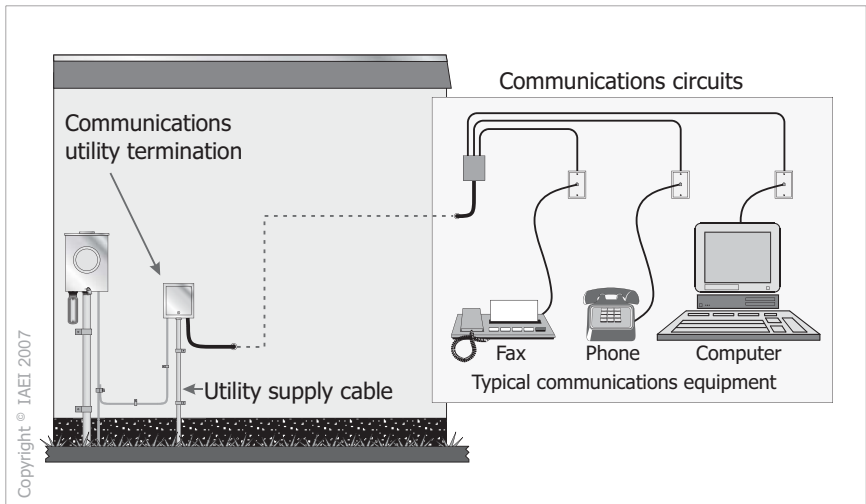 Communications circuits
Communications
utility termination
Utility supply cable
Fax
Phone
Computer
Typical communications equipment
Copyright © IAEI 2007